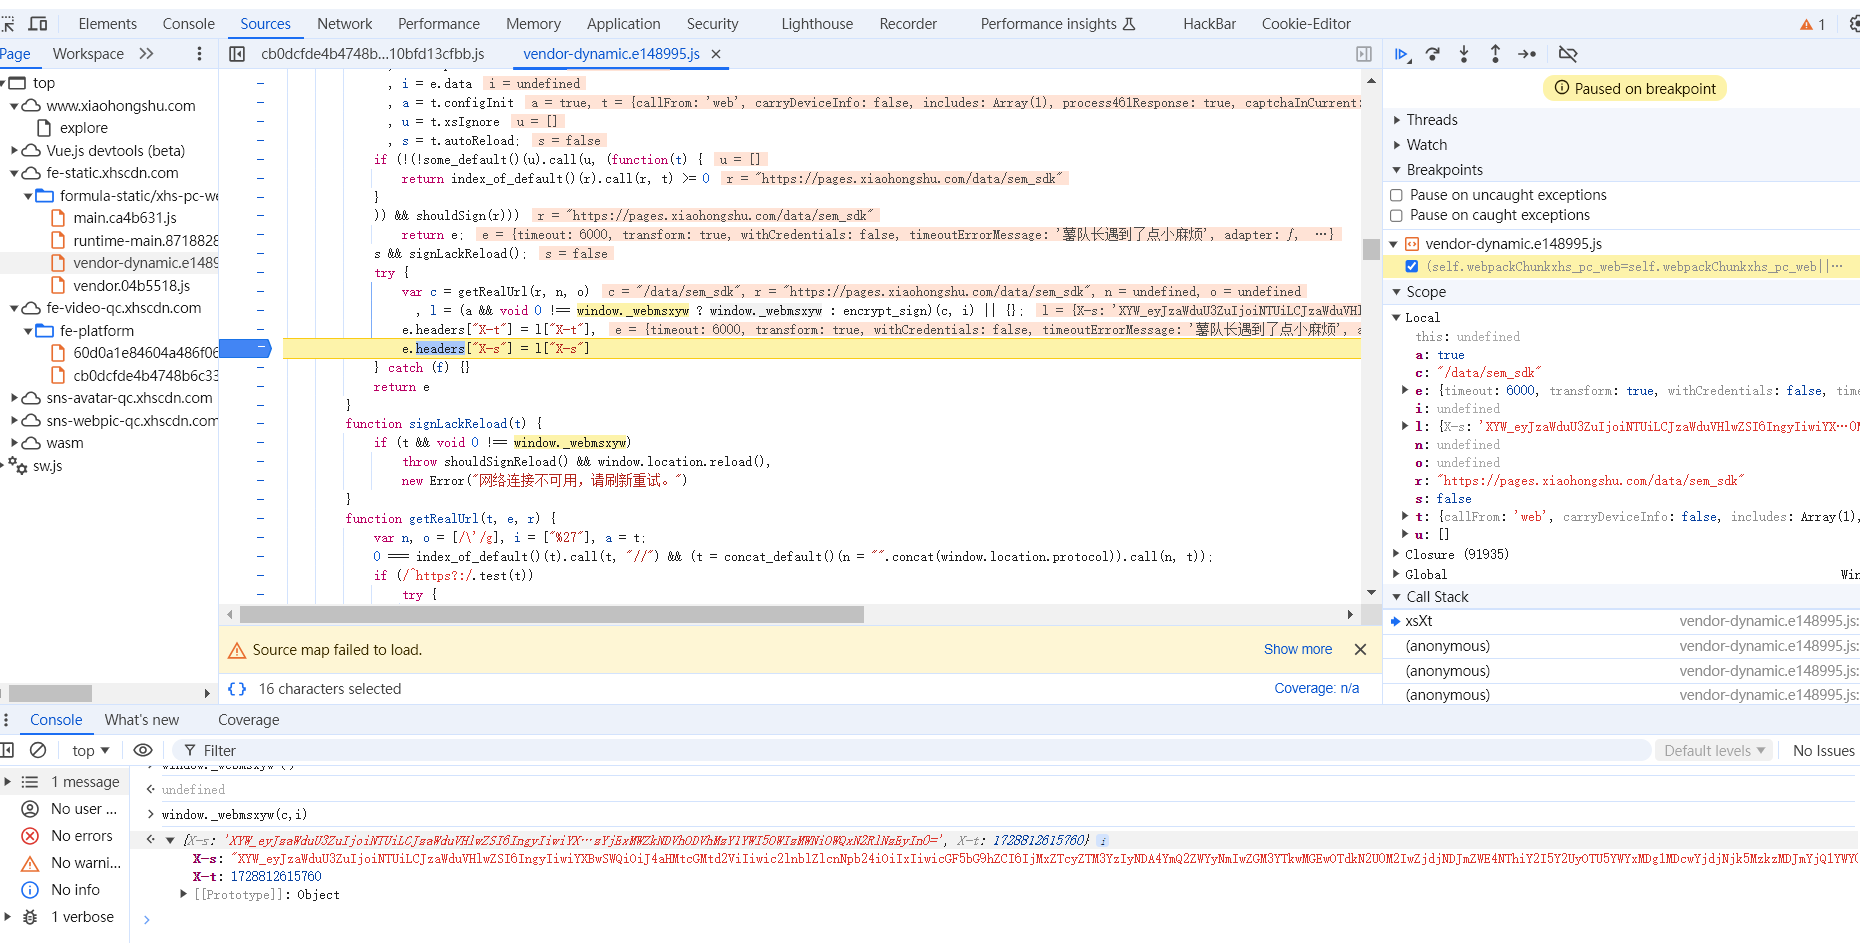 Elements Console Sources Network Performance Memory Application Security Lighthouse Recorder Performance insights HackBar Cookie-Editor 1
Page Workspace
cb0dcfde4b4748b...10bfd13cfbb.js vendor-dynamic.e148995.js
top
www.xiaohongshu.com
explore
Vue.js devtools (beta)
fe-static.xhscdn.com
formula-static/xhs-pc-we
main.ca4b631.js
runtime-main.8718828
vendor-dynamic.e1489
vendor.04b5518.js
fe-video-qc.xhscdn.com
fe-platform
60d0a1e84604a486f06
cb0dcfde4b4748b6c33
sns-avatar-qc.xhscdn.com
sns-webpic-qc.xhscdn.com
wasm
sw.js
, i = e.data i = undefined
, a = t.configInit a = true, t = {callFrom: 'web', carryDeviceInfo: false, includes: Array(1), process461Response: true, captchaInCurrent:
, u = t.xsIgnore u = []
, s = t.autoReload; s = false
if (!(!some_default()(u).call(u, (function(t) { u = []
return index_of_default()(r).call(r, t) >= 0 r = "https://pages.xiaohongshu.com/data/sem_sdk"
}
)) && shouldSign(r))) r = "https://pages.xiaohongshu.com/data/sem_sdk"
return e; e = {timeout: 6000, transform: true, withCredentials: false, timeoutErrorMessage: '薯队长遇到了点小麻烦', adapter: ƒ, …}
s && signLackReload(); s = false
try {
var c = getRealUrl(r, n, o) c = "/data/sem_sdk", r = "https://pages.xiaohongshu.com/data/sem_sdk", n = undefined, o = undefined
, l = (a && void 0 !== window._webmsxyw ? window._webmsxyw : encrypt_sign)(c, i) || {}; l = {X-s: 'XYW_eyJzaWduU3ZuIjoiNTUiLCJzaWduVHl
e.headers["X-t"] = l["X-t"], e = {timeout: 6000, transform: true, withCredentials: false, timeoutErrorMessage: '薯队长遇到了点小麻烦', a
e.headers["X-s"] = l["X-s"]
} catch (f) {}
return e
}
function signLackReload(t) {
if (t && void 0 !== window._webmsxyw)
throw shouldSignReload() && window.location.reload(),
new Error("网络连接不可用，请刷新重试。")
}
function getRealUrl(t, e, r) {
var n, o = [/\'/g], i = ["%27"], a = t;
0 === index_of_default()(t).call(t, "//") && (t = concat_default()(n = "".concat(window.location.protocol)).call(n, t));
if (/^https?:/.test(t))
try {
Source map failed to load. Show more
{} 16 characters selected Coverage: n/a
Paused on breakpoint
Threads
Watch
Breakpoints
Pause on uncaught exceptions
Pause on caught exceptions
vendor-dynamic.e148995.js
(self.webpackChunkxhs_pc_web=self.webpackChunkxhs_pc_web||…
Scope
Local
this: undefined
a: true
c: "/data/sem_sdk"
e: {timeout: 6000, transform: true, withCredentials: false, time
i: undefined
l: {X-s: 'XYW_eyJzaWduU3ZuIjoiNTUiLCJzaWduVHlwZSI6IngyIiwiYX…
n: undefined
o: undefined
r: "https://pages.xiaohongshu.com/data/sem_sdk"
s: false
t: {callFrom: 'web', carryDeviceInfo: false, includes: Array(1),
u: []
Closure (91935)
Global Win
Call Stack
xsXt vendor-dynamic.e148995.js:
(anonymous) vendor-dynamic.e148995.js:
(anonymous) vendor-dynamic.e148995.js:
(anonymous) vendor-dynamic.e148995.js:
Console What's new Coverage
top Filter Default levels No Issues
1 message
No user ...
No errors
No warni...
No info
1 verbose
window._webmsxyw ()
undefined
window._webmsxyw(c,i)
{X-s: 'XYW_eyJzaWduU3ZuIjoiNTUiLCJzaWduVHlwZSI6IngyIiwiYX…zYjExMWZkNDVhODVhMzY1YWI5OWIzMWNiOWQxN2RlNzEyIn0=', X-t: 1728812615760}
X-s:
X-t: 1728812615760
[[Prototype]]: Object